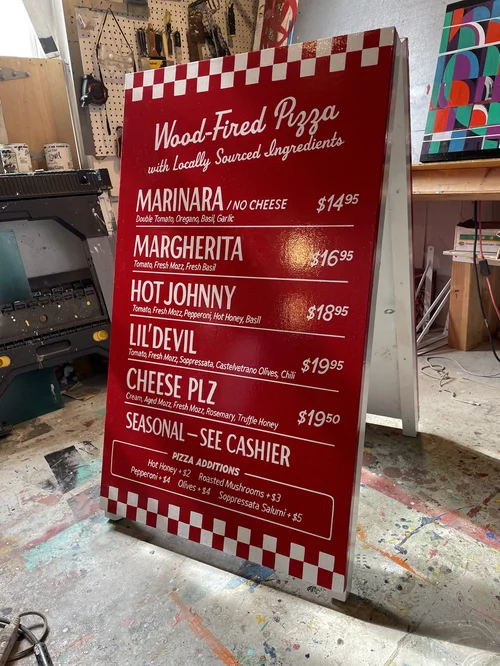 Wood-Fired Pizza
with Locally Sourced Ingredients
MARINARA / NO CHEESE $14.95
Double Tomato, Oregano, Basil, Garlic
MARGHERITA $16.95
Tomato, Fresh Mozz, Fresh Basil
HOT JOHNNY $18.95
Tomato, Fresh Mozz, Pepperoni, Hot Honey, Basil
LIL' DEVIL $19.95
Tomato, Fresh Mozz, Soppressata, Castelvetrano Olives, Chili
CHEESE PLZ $19.50
Cream, Aged Mozz, Fresh Mozz, Rosemary, Truffle Honey
SEASONAL – SEE CASHIER
PIZZA ADDITIONS
Hot Honey + $2 Roasted Mushrooms + $3
Pepperoni + $4 Olives + $4 Soppressata Salumi + $5